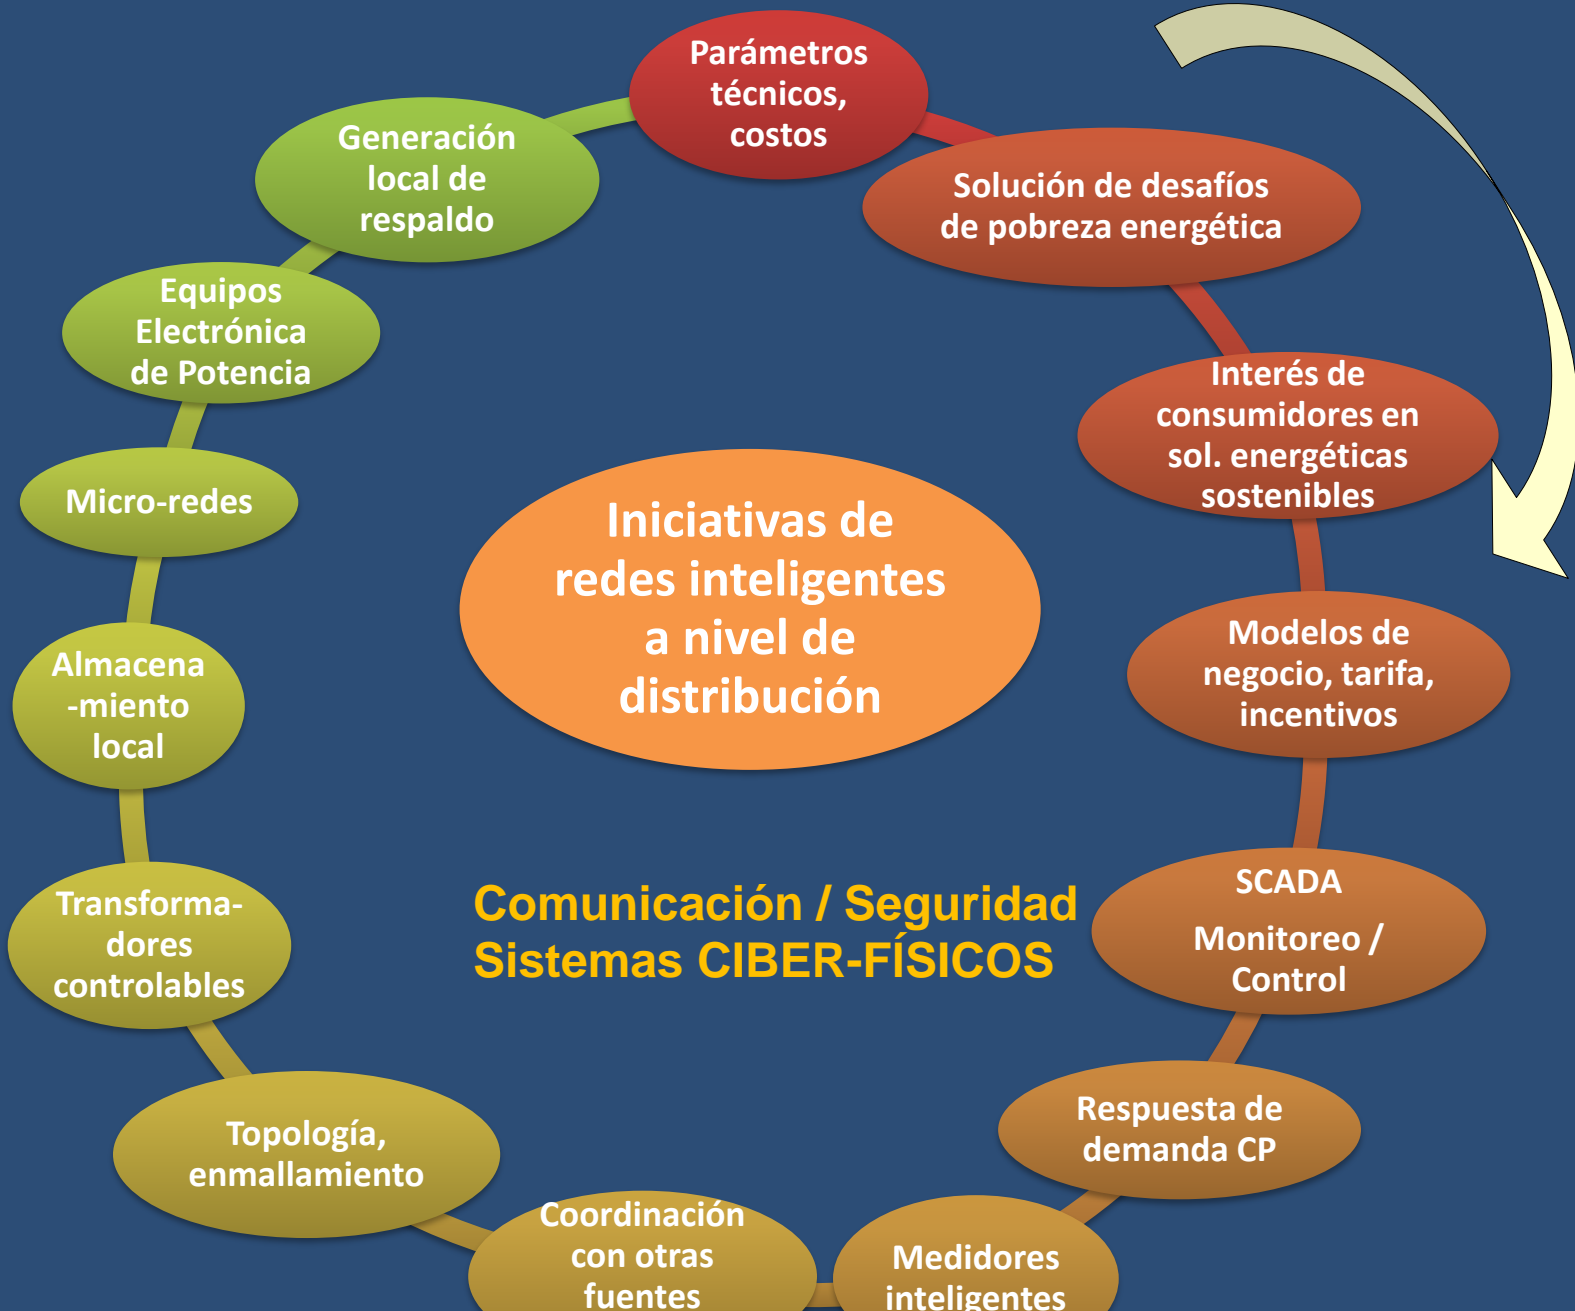 Parámetros
técnicos,
costos
Solución de desafíos
de pobreza energética
Interés de
consumidores en
sol. energéticas
sostenibles
Modelos de
negocio, tarifa,
incentivos
SCADA
Monitoreo /
Control
Respuesta de
demanda CP
Medidores
inteligentes
Coordinación
con otras
fuentes
Topología,
enmallamiento
Transforma-
dores
controlables
Almacena
-miento
local
Micro-redes
Equipos
Electrónica
de Potencia
Generación
local de
respaldo
Iniciativas de
redes inteligentes
a nivel de
distribución
Comunicación / Seguridad
Sistemas CIBER-FÍSICOS